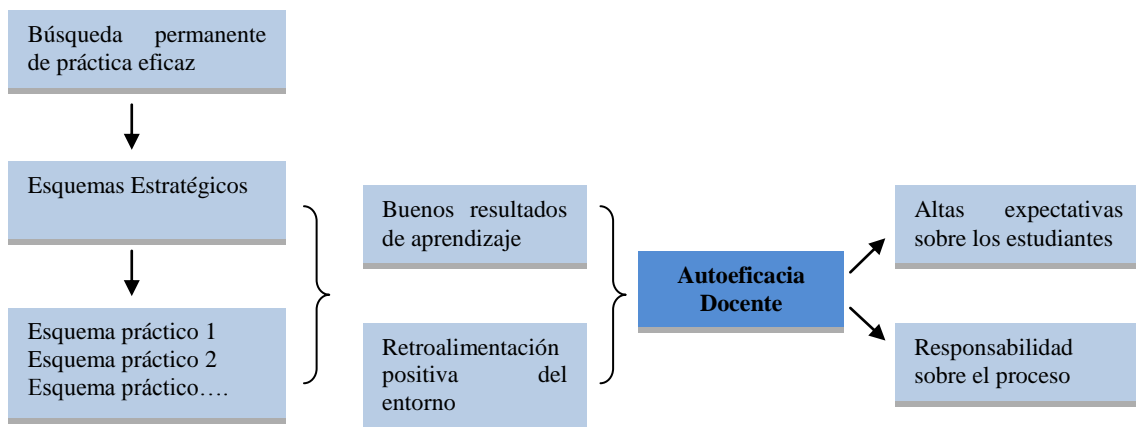 Búsqueda permanente
de práctica eficaz
Esquemas Estratégicos
Esquema práctico 1
Esquema práctico 2
Esquema práctico….
Buenos resultados
de aprendizaje
Retroalimentación
positiva del
entorno
Autoeficacia
Docente
Altas expectativas
sobre los estudiantes
Responsabilidad
sobre el proceso